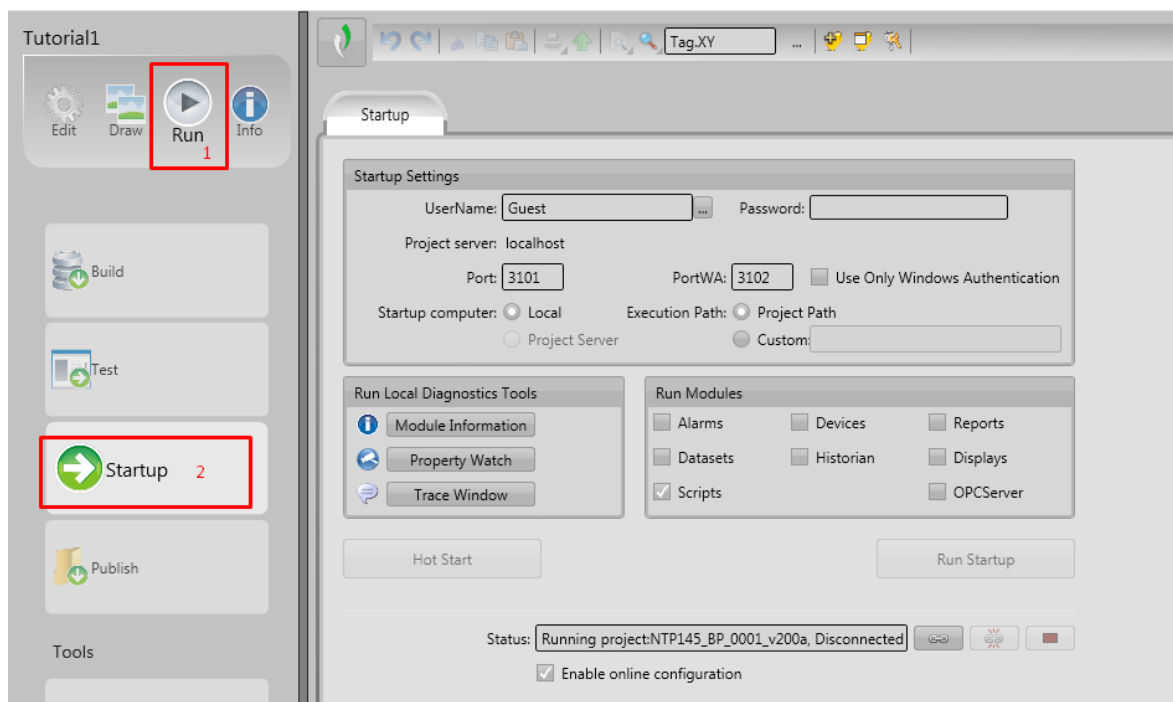 Tutorial1
Edit
Draw
Run
Info
1
Build
Test
Startup
2
Publish
Tools
Tag.XY
...
Startup
Startup Settings
UserName: Guest ... Password:
Project server: localhost
Port: 3101 PortWA: 3102 Use Only Windows Authentication
Startup computer: Local Execution Path: Project Path
Project Server Custom:
Run Local Diagnostics Tools
Module Information
Property Watch
Trace Window
Run Modules
Alarms Devices Reports
Datasets Historian Displays
Scripts OPCServer
Hot Start Run Startup
Status: Running project:NTP145_BP_0001_v200a, Disconnected
Enable online configuration